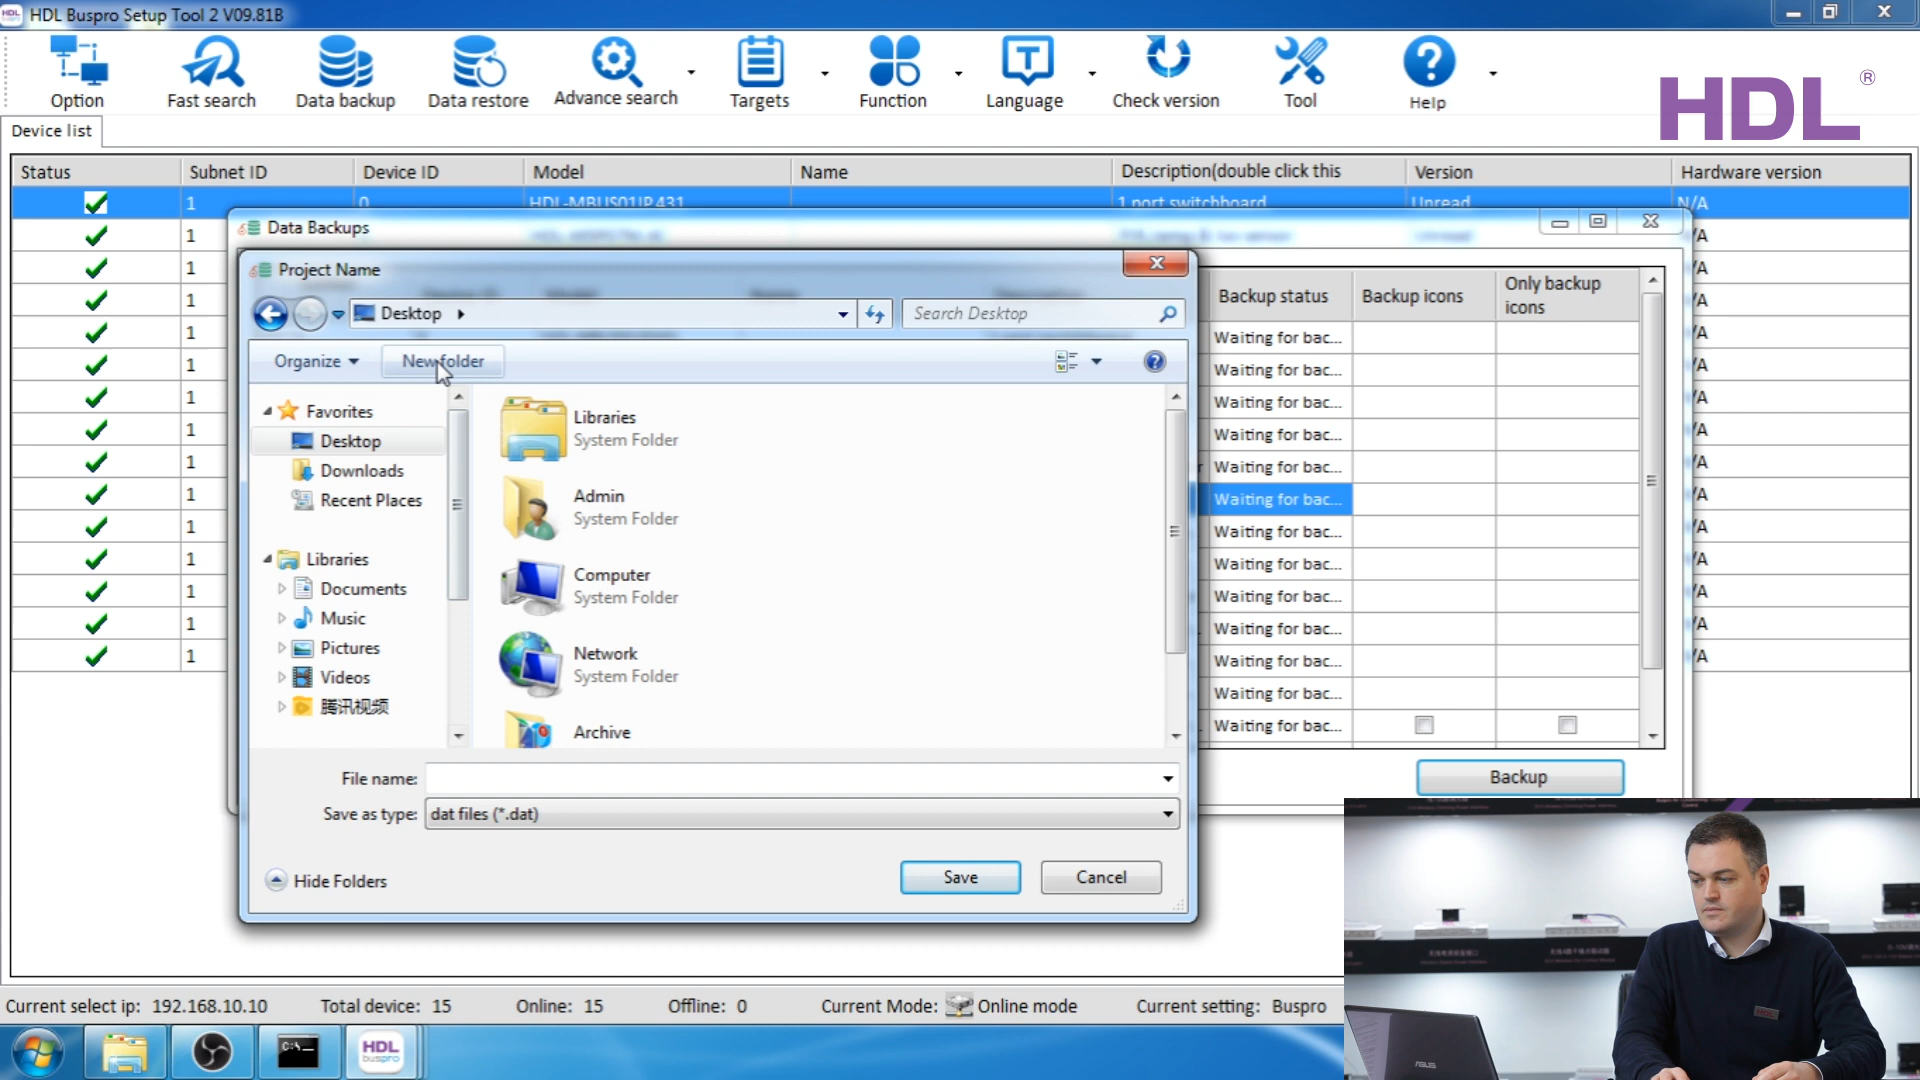 HDL Buspro Setup Tool 2 V09.81B
Option
Fast search
Data backup
Data restore
Advance search
Targets
Function
Language
Check version
Tool
Help
HDL ®
Device list
Status Subnet ID Device ID Model Name Description(double click this Version Hardware version
1 0 HDL-MBUS01IP.431 1 port switchboard Unread N/A
Data Backups
1 /A
Project Name
1 /A
Backup status Backup icons Only backup icons
1 /A
Desktop
Search Desktop
1 /A
Waiting for bac...
1 /A
Organize New folder
Waiting for bac...
1 /A
Favorites
Libraries
System Folder
Waiting for bac...
1 /A
Desktop
Waiting for bac...
1 /A
Downloads
Waiting for bac...
1 /A
Recent Places
Admin
System Folder
Waiting for bac...
1 /A
Waiting for bac...
1 /A
Libraries
Computer
System Folder
Waiting for bac...
1 /A
Documents
Waiting for bac...
1 /A
Music
Waiting for bac...
1 /A
Pictures
Network
System Folder
Waiting for bac...
Videos
Waiting for bac...
腾讯视频
Archive
Waiting for bac...
File name:
Backup
Save as type: dat files (*.dat)
Hide Folders
Save
Cancel
Current select ip: 192.168.10.10 Total device: 15 Online: 15 Offline: 0 Current Mode: Online mode Current setting: Buspro
C:\
HDL
buspro
HDL
ASUS